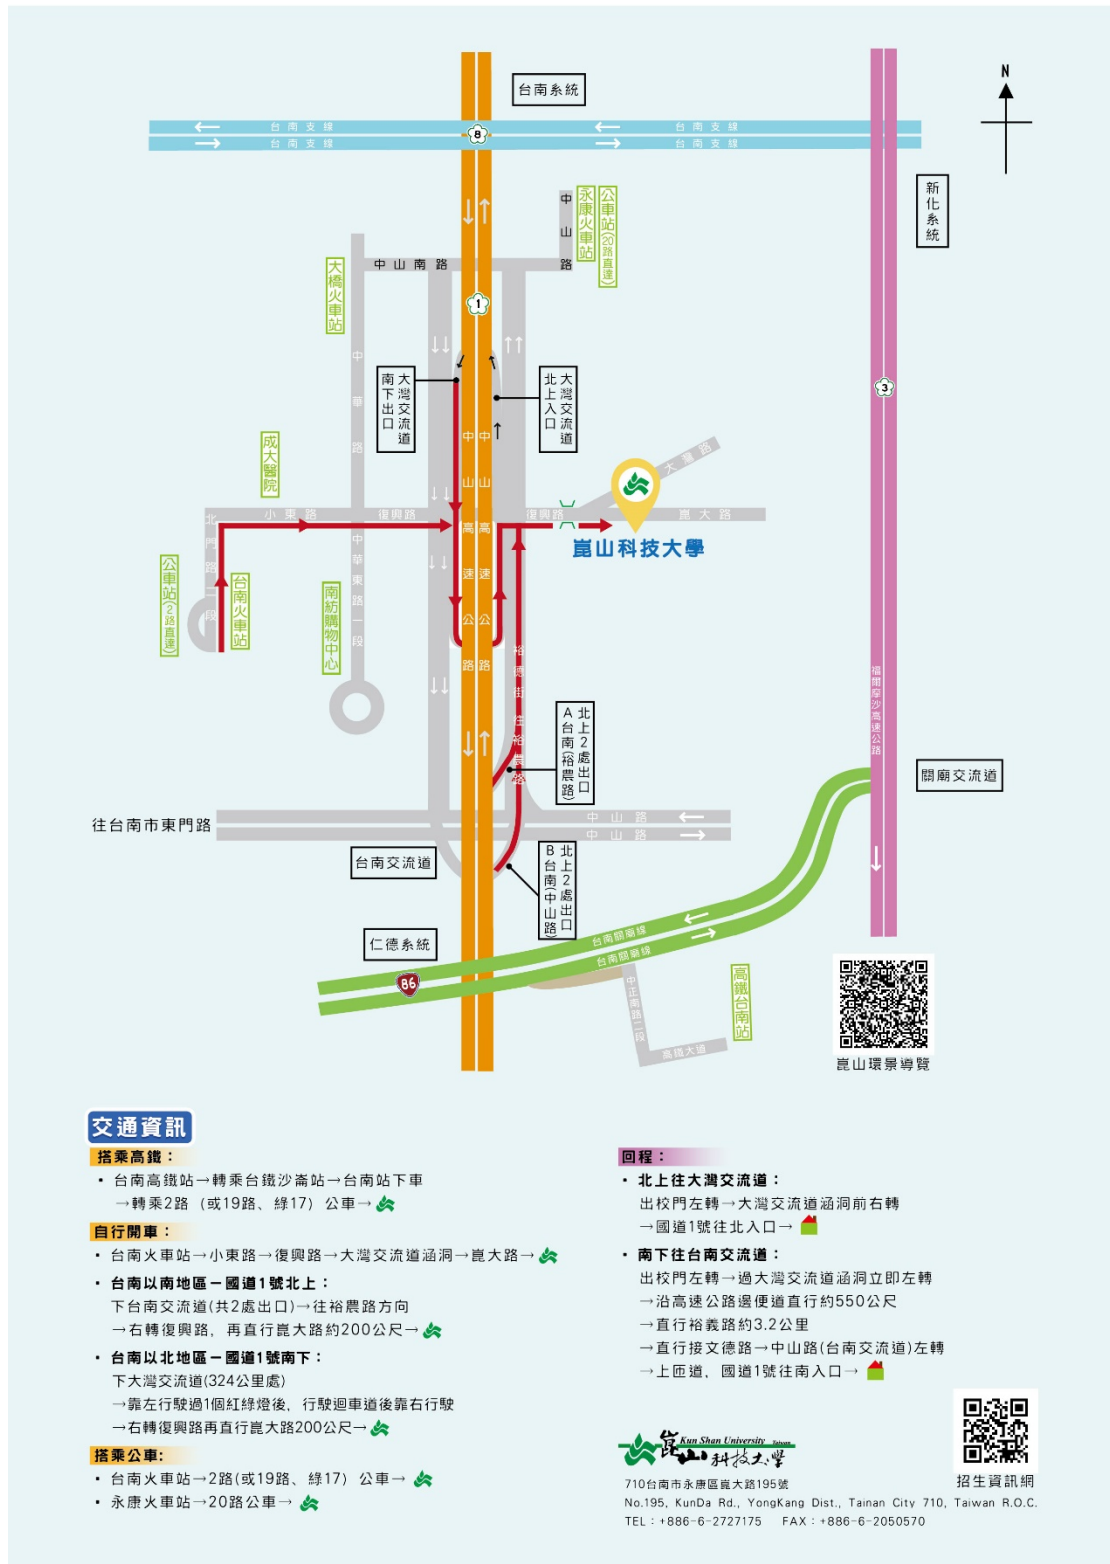 台南系統
N
台南支線
台南支線
台南支線
台南支線
8
新化系統
中山路
永康火車站
公車站(20路直達)
中山南路
大橋火車站
1
3
中華路
大灣交流道
南下出口
大灣交流道
北上入口
成大醫院
大灣路
小東路
復興路
復興路
崑大路
崑山科技大學
中山高速公路
中山高速公路
北門路一段
公車站(2路直達)
台南火車站
中華東路一段
南紡購物中心
裕德街 往裕農路
福爾摩沙高速公路
北上2處出口
A台南(裕農路)
關廟交流道
往台南市東門路
中山路
中山路
台南交流道
北上2處出口
B台南(中山路)
仁德系統
台南關廟線
台南關廟線
86
中正南路二段
高鐵大道
高鐵台南站
崑山環景導覽
交通資訊
搭乘高鐵：
• 台南高鐵站→轉乘台鐵沙崙站→台南站下車
→轉乘2路 (或19路、綠17) 公車→
自行開車：
• 台南火車站→小東路→復興路→大灣交流道涵洞→崑大路→
• 台南以南地區－國道1號北上：
下台南交流道(共2處出口)→往裕農路方向
→右轉復興路，再直行崑大路約200公尺→
• 台南以北地區－國道1號南下：
下大灣交流道(324公里處)
→靠左行駛過1個紅綠燈後，行駛迴車道後靠右行駛
→右轉復興路再直行崑大路200公尺→
搭乘公車:
• 台南火車站→2路(或19路、綠17) 公車→
• 永康火車站→20路公車→
回程：
• 北上往大灣交流道：
出校門左轉→大灣交流道涵洞前右轉
→國道1號往北入口→
• 南下往台南交流道：
出校門左轉→過大灣交流道涵洞立即左轉
→沿高速公路邊便道直行約550公尺
→直行裕義路約3.2公里
→直行接文德路→中山路(台南交流道)左轉
→上匝道，國道1號往南入口→
Kun Shan University Taiwan
崑山科技大學
招生資訊網
710台南市永康區崑大路195號
No.195, KunDa Rd., YongKang Dist., Tainan City 710, Taiwan R.O.C.
TEL：+886-6-2727175 FAX：+886-6-2050570